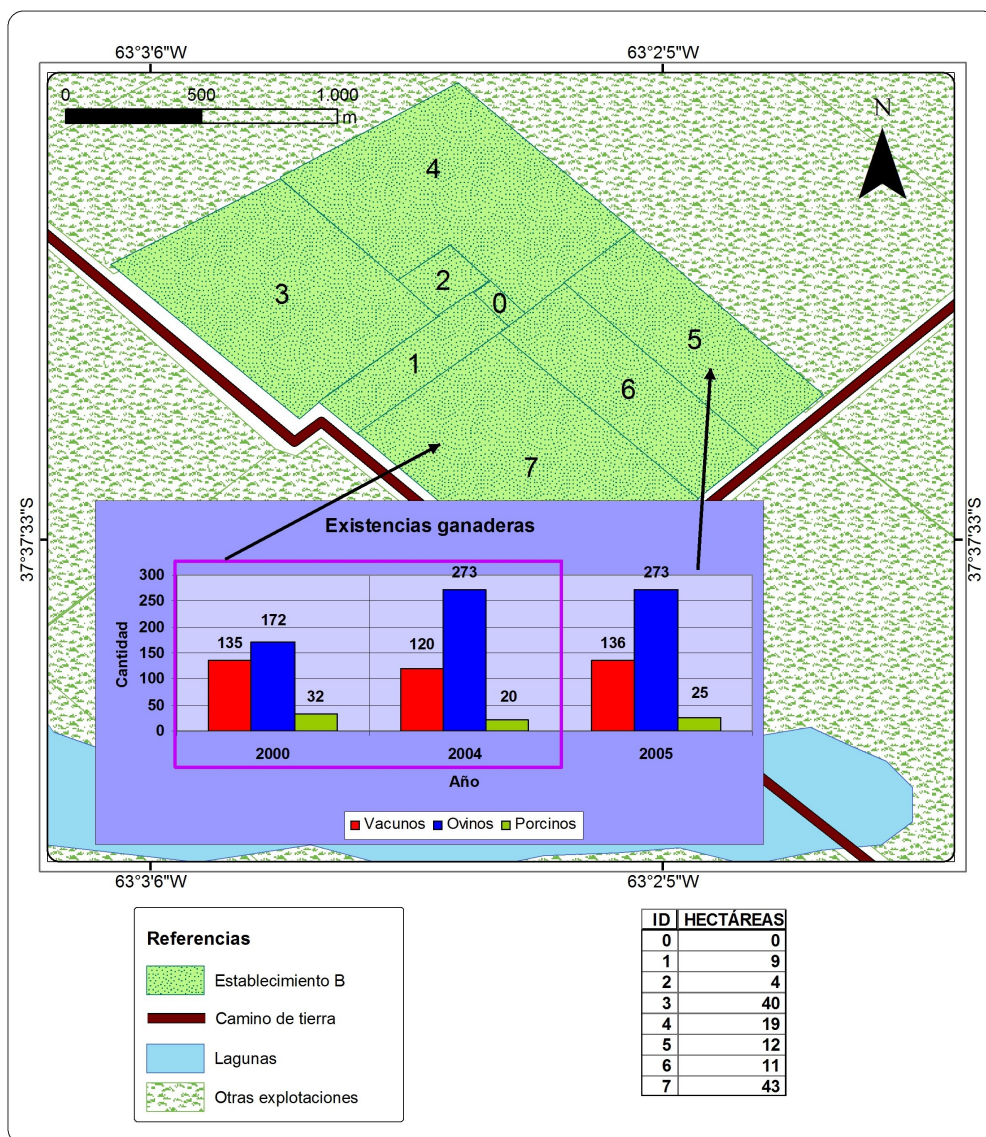 63°3'6"W 63°2'5"W
0 500 1.000
m
N
4
3
2
0
1
5
6
7
37°37'33"S
37°37'33"S
Existencias ganaderas
Cantidad
300
250
200
150
100
50
0
135 172 32
120 273 20
136 273 25
2000 2004 2005
Año
Vacunos Ovinos Porcinos
63°3'6"W 63°2'5"W
Referencias
Establecimiento B
Camino de tierra
Lagunas
Otras explotaciones
ID HECTÁREAS
0 0
1 9
2 4
3 40
4 19
5 12
6 11
7 43